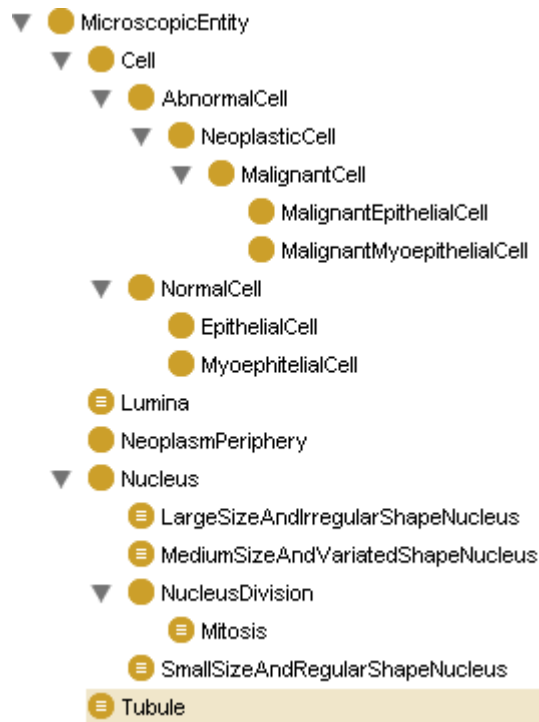 MicroscopicEntity
Cell
AbnormalCell
NeoplasticCell
MalignantCell
MalignantEpithelialCell
MalignantMyoepithelialCell
NormalCell
EpithelialCell
MyoephitelialCell
Lumina
NeoplasmPeriphery
Nucleus
LargeSizeAndIrregularShapeNucleus
MediumSizeAndVariatedShapeNucleus
NucleusDivision
Mitosis
SmallSizeAndRegularShapeNucleus
Tubule